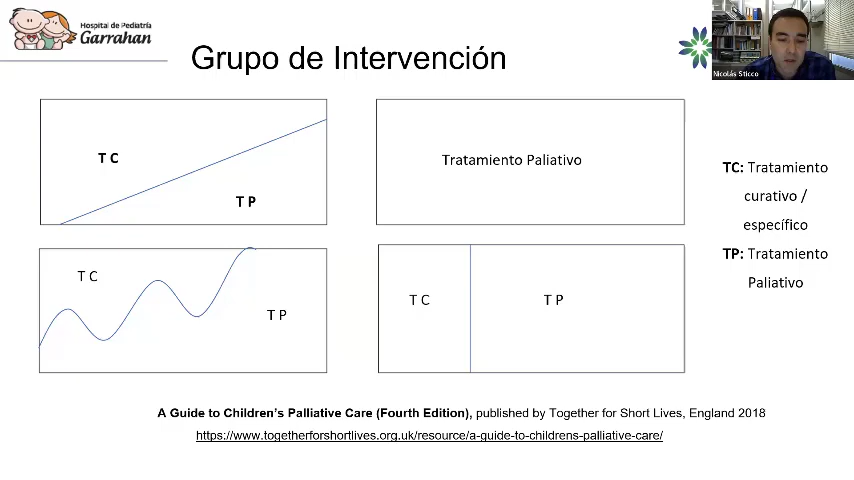 Hospital de Pediatría
Garrahan
Grupo de Intervención
Nicolás Sticco
T C
T P
Tratamiento Paliativo
T C
T P
T C
T P
TC: Tratamiento
curativo /
específico
TP: Tratamiento
Paliativo
A Guide to Children’s Palliative Care (Fourth Edition), published by Together for Short Lives, England 2018
https://www.togetherforshortlives.org.uk/resource/a-guide-to-childrens-palliative-care/